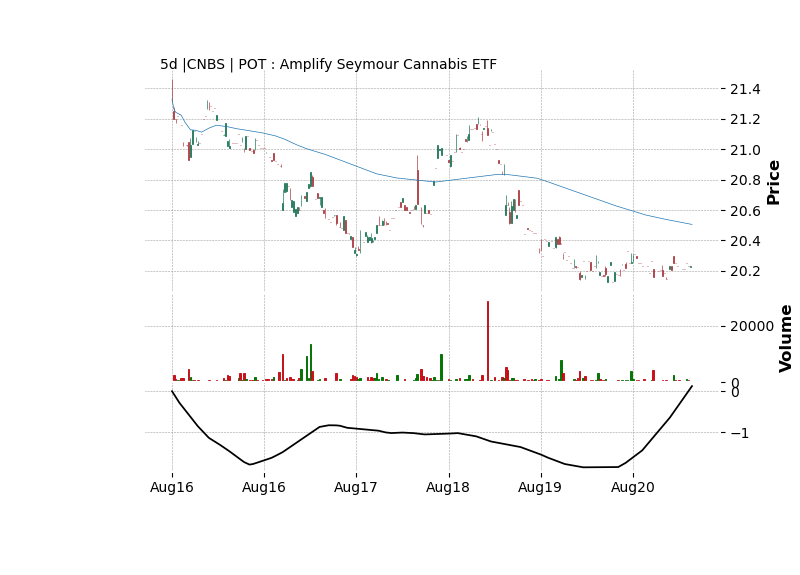 5d |CNBS | POT : Amplify Seymour Cannabis ETF
21.4
21.2
21.0
20.8
20.6
20.4
20.2
Price
20000
0
Volume
0
−1
Aug16 Aug16 Aug17 Aug18 Aug19 Aug20